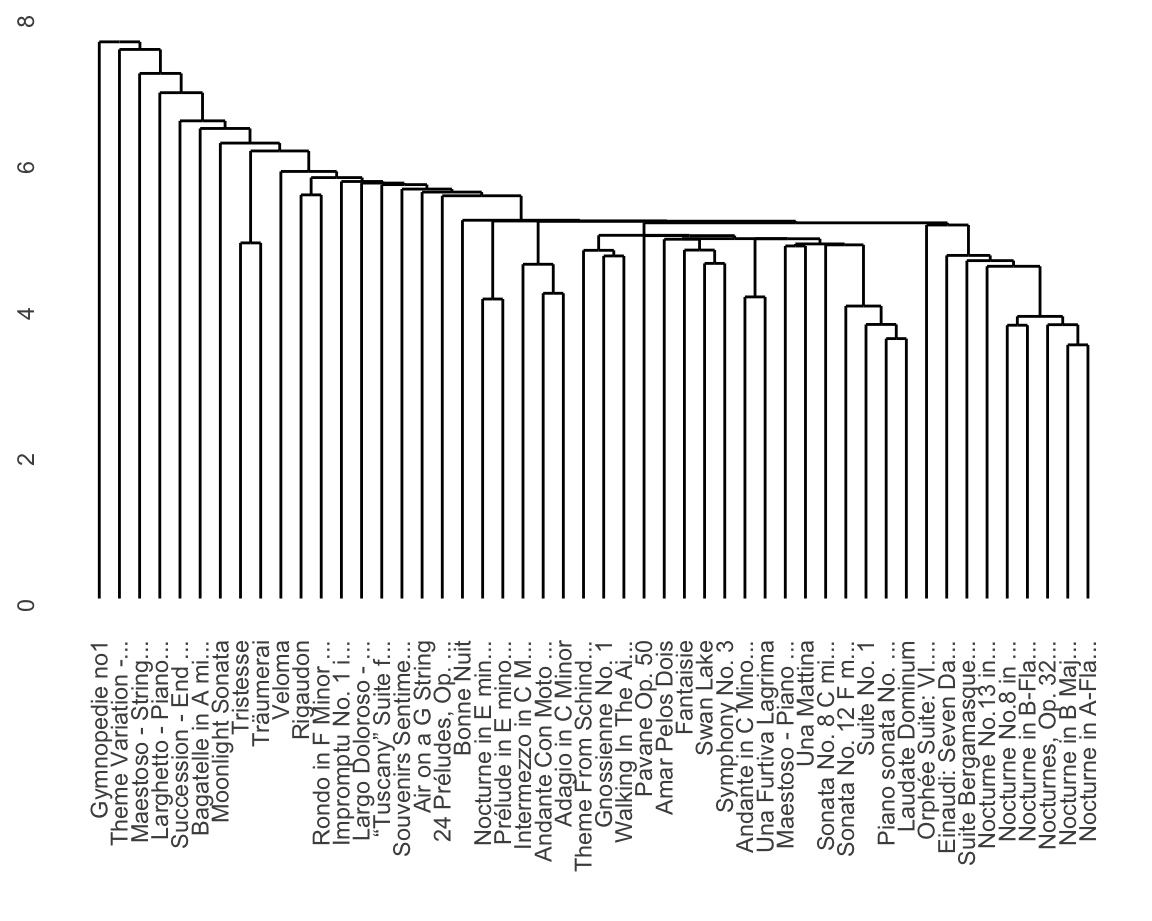 8
6
4
2
0
Gymnopedie no1
Theme Variation -...
Maestoso - String...
Larghetto - Piano...
Succession - End ...
Bagatelle in A mi...
Moonlight Sonata
Tristesse
Träumerai
Veloma
Rigaudon
Rondo in F Minor ...
Impromptu No. 1 i...
Largo Doloroso - ...
“Tuscany” Suite f...
Souvenirs Sentime...
Air on a G String
24 Préludes, Op. ...
Bonne Nuit
Nocturne in E min...
Prélude in E mino...
Intermezzo in C M...
Andante Con Moto ...
Adagio in C Minor
Theme From Schind...
Gnossienne No. 1
Walking In The Ai...
Pavane Op. 50
Amar Pelos Dois
Fantaisie
Swan Lake
Symphony No. 3
Andante in C Mino...
Una Furtiva Lagrima
Maestoso - Piano ...
Una Mattina
Sonata No. 8 C mi...
Sonata No. 12 F m...
Suite No. 1
Piano sonata No. ...
Laudate Dominum
Orphée Suite: VI....
Einaudi: Seven Da...
Suite Bergamasque...
Nocturne No. 13 in...
Nocturne No.8 in ...
Nocturne in B-Fla...
Nocturnes, Op. 32...
Nocturne in B Maj...
Nocturne in A-Fla...